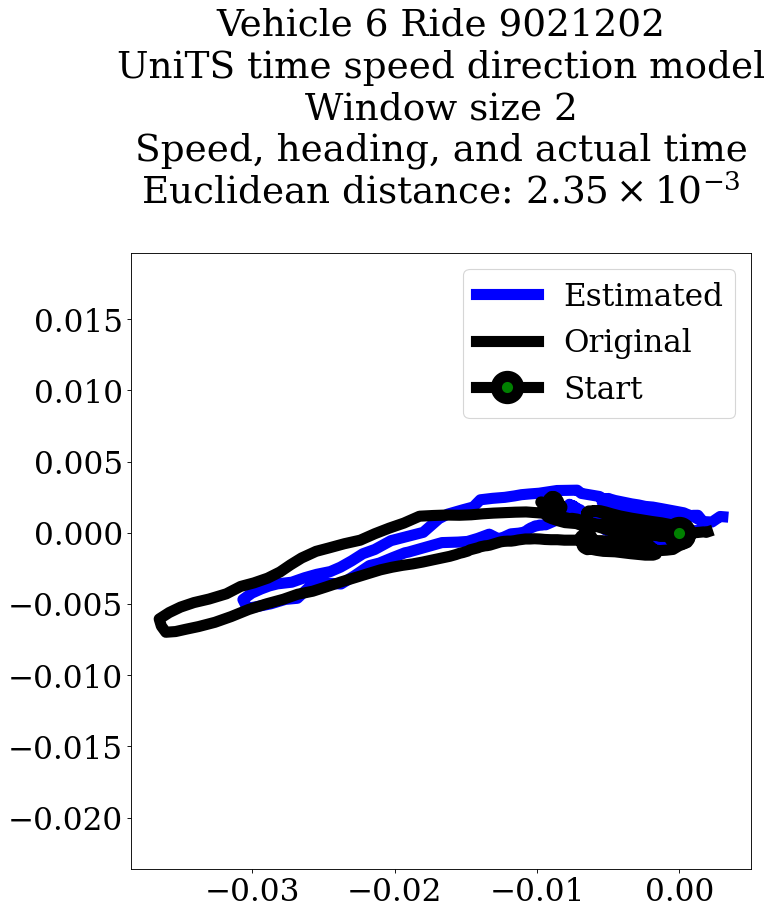 Vehicle 6 Ride 9021202
UniTS time speed direction model
Window size 2
Speed, heading, and actual time
Euclidean distance: 2.35 × 10⁻³
Estimated
Original
Start
0.015
0.010
0.005
0.000
−0.005
−0.010
−0.015
−0.020
−0.03 −0.02 −0.01 0.00